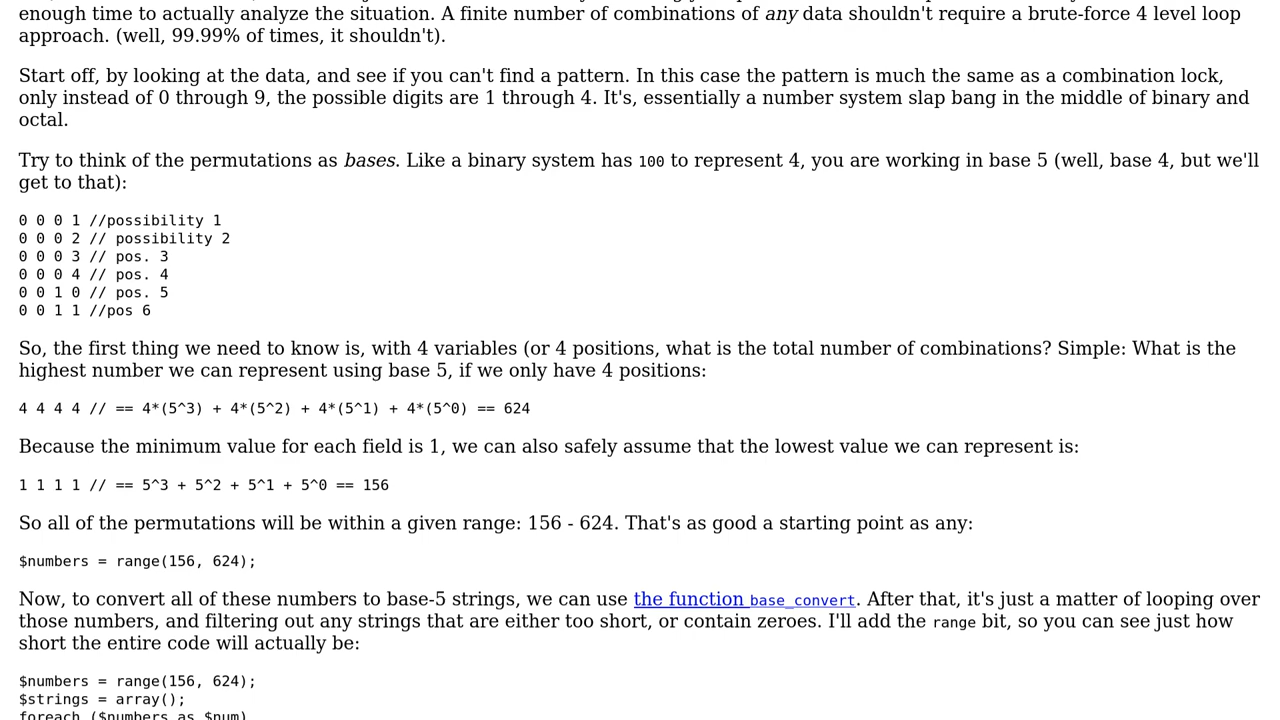 enough time to actually analyze the situation. A finite number of combinations of any data shouldn't require a brute-force 4 level loop
approach. (well, 99.99% of times, it shouldn't).
Start off, by looking at the data, and see if you can't find a pattern. In this case the pattern is much the same as a combination lock,
only instead of 0 through 9, the possible digits are 1 through 4. It's, essentially a number system slap bang in the middle of binary and
octal.
Try to think of the permutations as bases. Like a binary system has 100 to represent 4, you are working in base 5 (well, base 4, but we'll
get to that):
0 0 0 1 //possibility 1
0 0 0 2 // possibility 2
0 0 0 3 // pos. 3
0 0 0 4 // pos. 4
0 0 1 0 // pos. 5
0 0 1 1 //pos 6
So, the first thing we need to know is, with 4 variables (or 4 positions, what is the total number of combinations? Simple: What is the
highest number we can represent using base 5, if we only have 4 positions:
4 4 4 4 // == 4*(5^3) + 4*(5^2) + 4*(5^1) + 4*(5^0) == 624
Because the minimum value for each field is 1, we can also safely assume that the lowest value we can represent is:
1 1 1 1 // == 5^3 + 5^2 + 5^1 + 5^0 == 156
So all of the permutations will be within a given range: 156 - 624. That's as good a starting point as any:
$numbers = range(156, 624);
Now, to convert all of these numbers to base-5 strings, we can use the function base_convert. After that, it's just a matter of looping over
those numbers, and filtering out any strings that are either too short, or contain zeroes. I'll add the range bit, so you can see just how
short the entire code will actually be:
$numbers = range(156, 624);
$strings = array();
foreach ($numbers as $num)